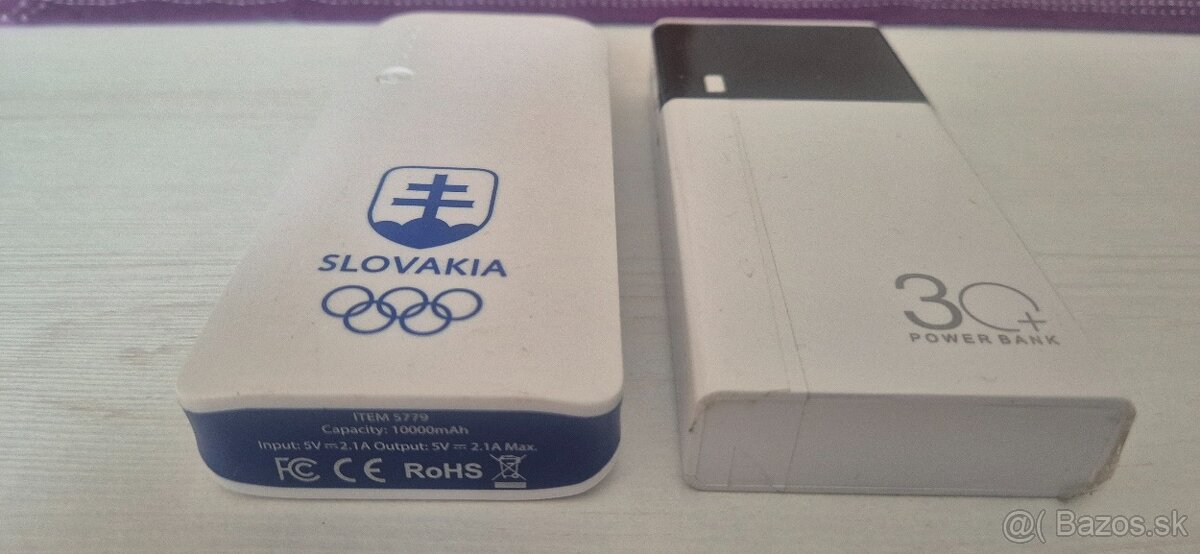 SLOVAKIA
ITEM 5779
Capacity: 10000mAh
Input: 5V⎓2.1A Output: 5V⎓2.1A Max.
FC CE RoHS
30+
POWER BANK
@( Bazos.sk